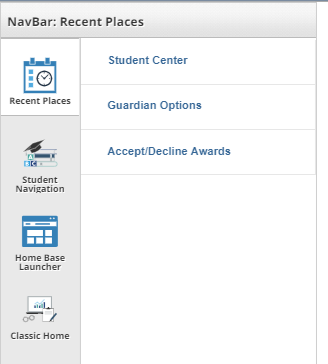 NavBar: Recent Places
Recent Places
Student Center
Guardian Options
Accept/Decline Awards
Student
Navigation
Home Base
Launcher
Classic Home